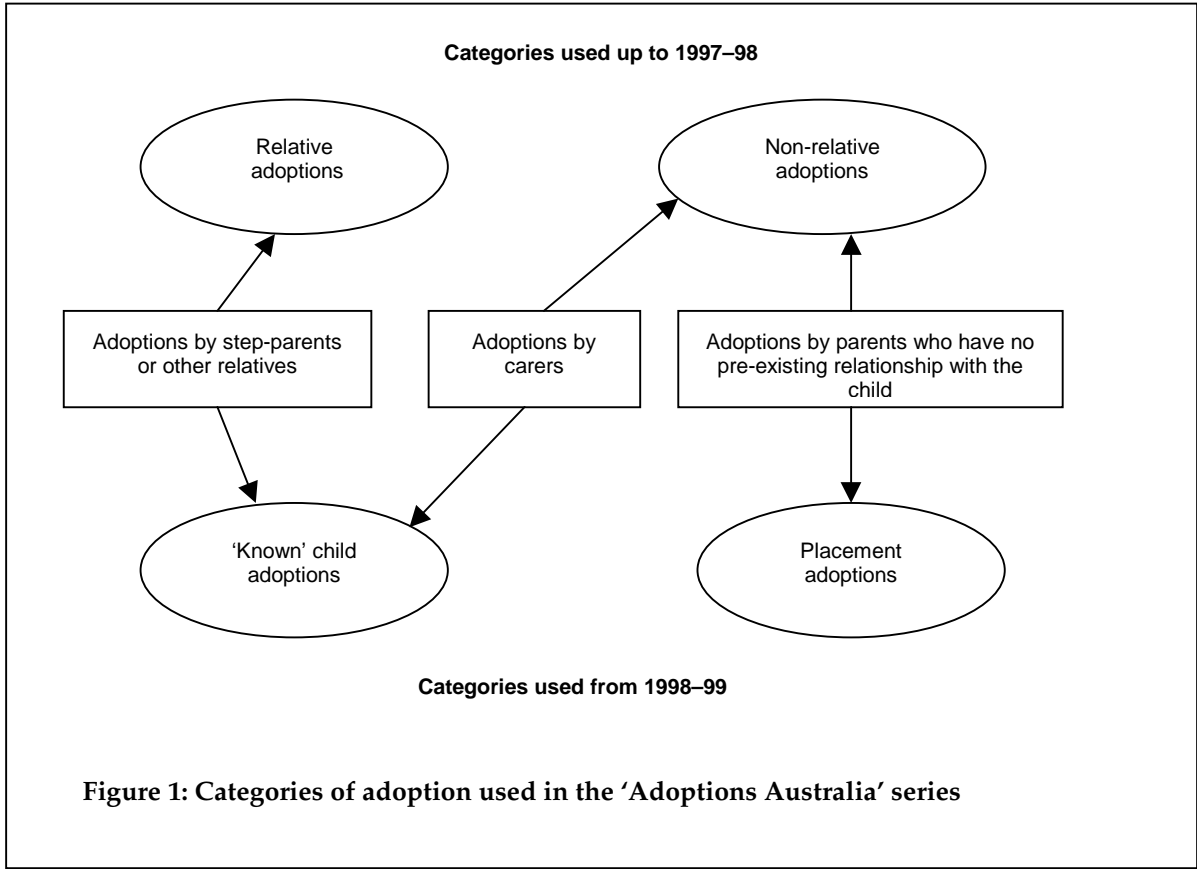 Categories used up to 1997–98
Relative
adoptions
Non-relative
adoptions
Adoptions by step-parents
or other relatives
Adoptions by
carers
Adoptions by parents who have no
pre-existing relationship with the
child
‘Known’ child
adoptions
Placement
adoptions
Categories used from 1998–99
Figure 1: Categories of adoption used in the ‘Adoptions Australia’ series